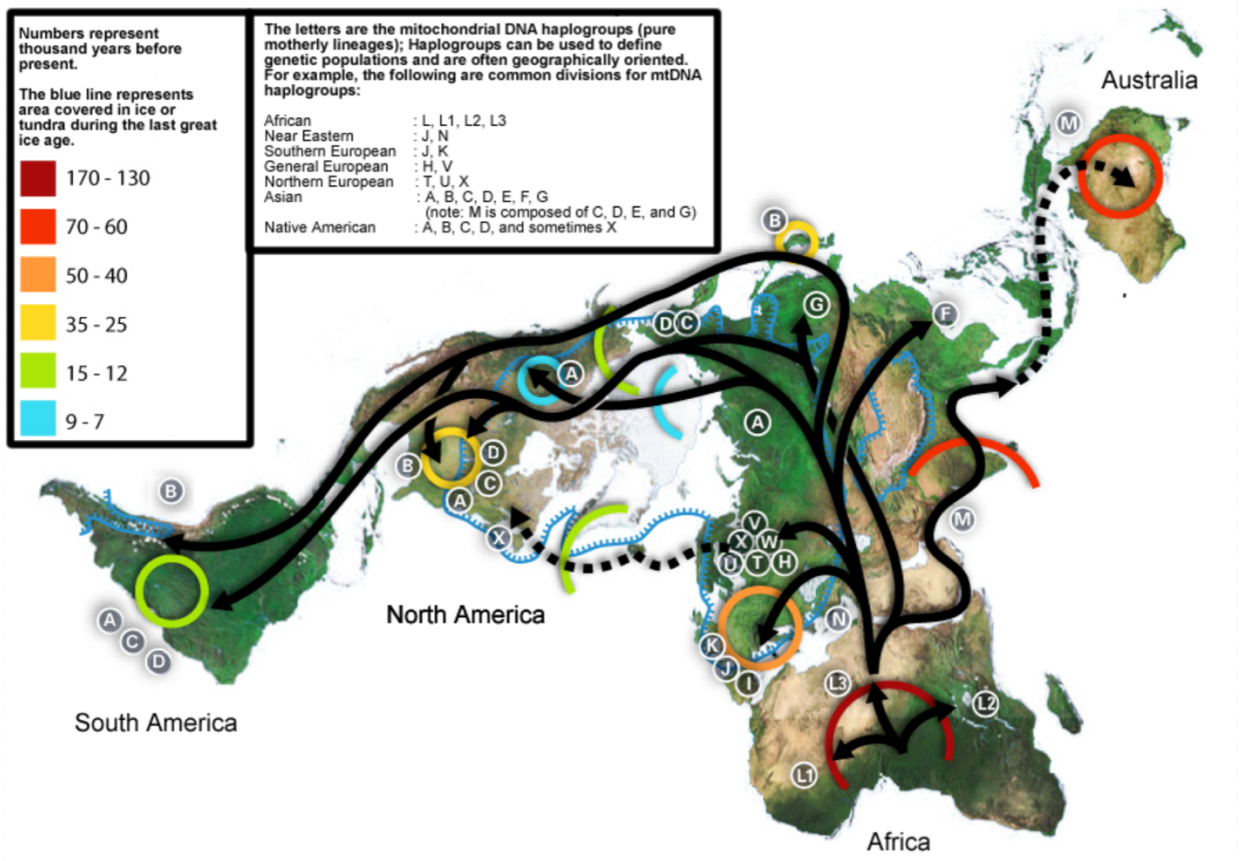 Numbers represent
thousand years before
present.
The blue line represents
area covered in ice or
tundra during the last great
ice age.
170 - 130
70 - 60
50 - 40
35 - 25
15 - 12
9 - 7
The letters are the mitochondrial DNA haplogroups (pure
motherly lineages); Haplogroups can be used to define
genetic populations and are often geographically oriented.
For example, the following are common divisions for mtDNA
haplogroups:
African : L, L1, L2, L3
Near Eastern : J, N
Southern European : J, K
General European : H, V
Northern European : T, U, X
Asian : A, B, C, D, E, F, G
(note: M is composed of C, D, E, and G)
Native American : A, B, C, D, and sometimes X
Australia
M
B
G
D C
F
A
A
B
D
C
A
B
X
V
X W
U T H
M
North America
N
K
J
I
A
C
D
L3
L2
South America
L1
Africa